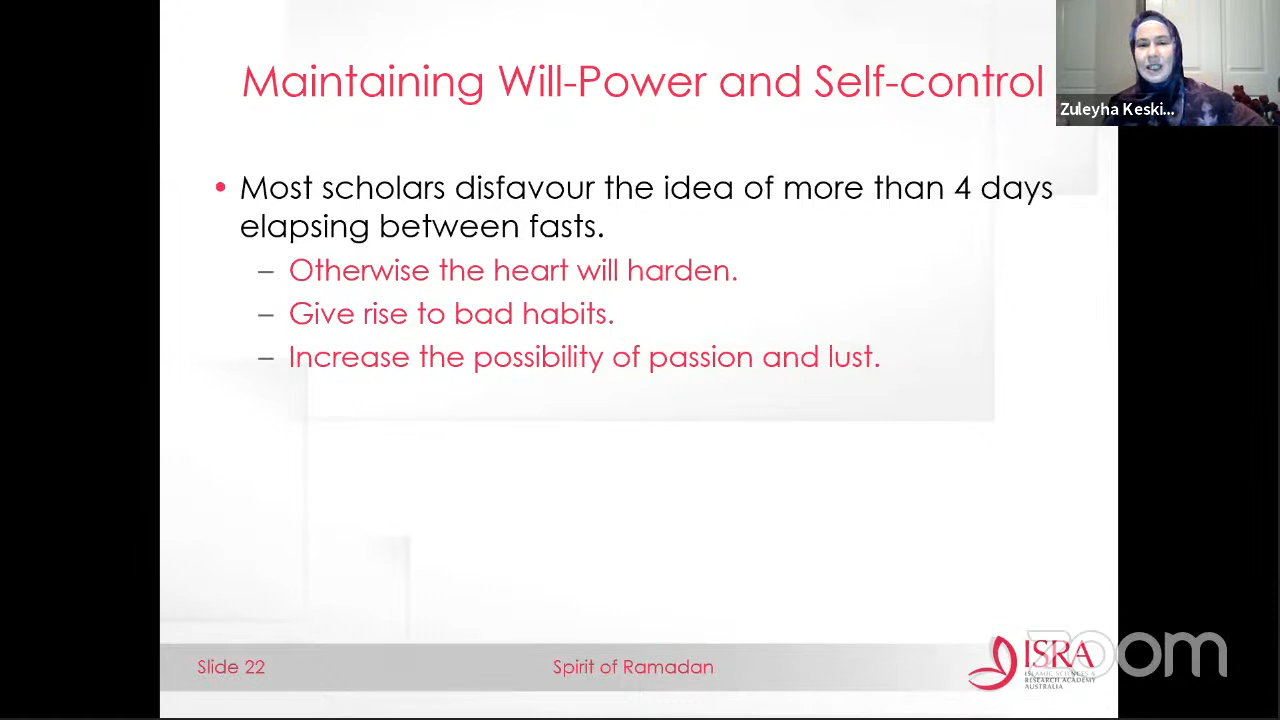 Maintaining Will-Power and Self-control
Zuleyha Keski...
• Most scholars disfavour the idea of more than 4 days
elapsing between fasts.
– Otherwise the heart will harden.
– Give rise to bad habits.
– Increase the possibility of passion and lust.
Slide 22
Spirit of Ramadan
ISRA
ISLAMIC SCIENCES &
RESEARCH ACADEMY
AUSTRALIA
zoom